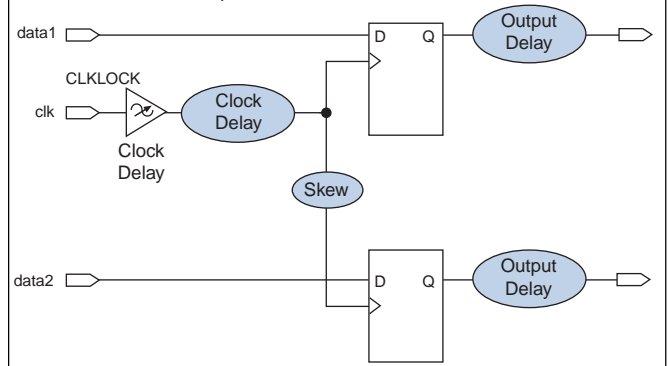 data1
D
Q
Output
Delay
CLKLOCK
clk
Clock
Delay
Clock
Delay
Skew
data2
D
Q
Output
Delay